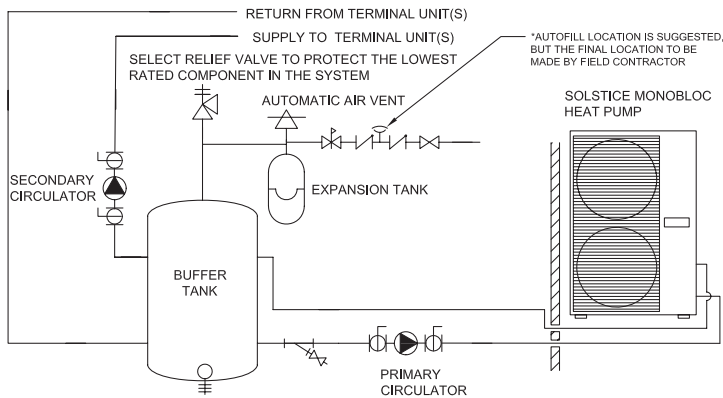 RETURN FROM TERMINAL UNIT(S)
SUPPLY TO TERMINAL UNIT(S)
SELECT RELIEF VALVE TO PROTECT THE LOWEST
RATED COMPONENT IN THE SYSTEM
*AUTOFILL LOCATION IS SUGGESTED,
BUT THE FINAL LOCATION TO BE
MADE BY FIELD CONTRACTOR
AUTOMATIC AIR VENT
SOLSTICE MONOBLOC
HEAT PUMP
SECONDARY
CIRCULATOR
EXPANSION TANK
BUFFER
TANK
PRIMARY
CIRCULATOR